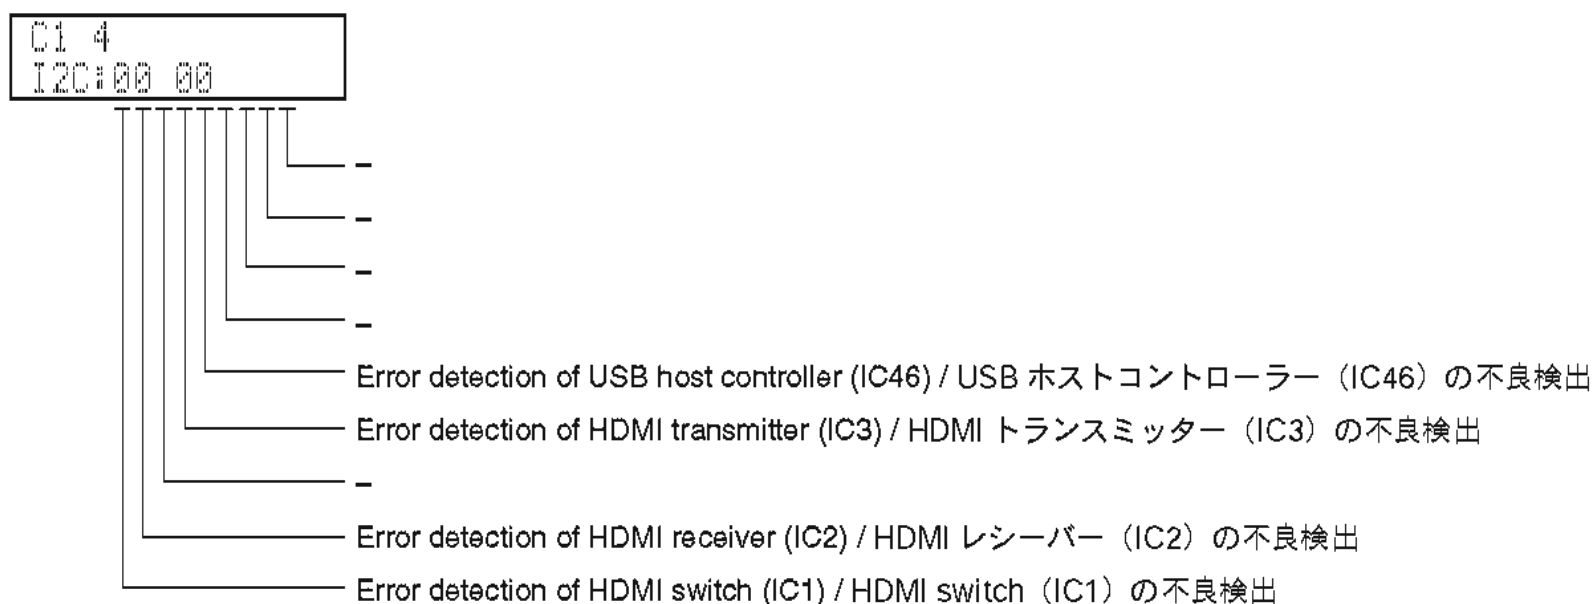 C1 4
I2C:00 00
–
–
–
–
Error detection of USB host controller (IC46) / USB ホストコントローラー（IC46）の不良検出
Error detection of HDMI transmitter (IC3) / HDMI トランスミッター（IC3）の不良検出
–
Error detection of HDMI receiver (IC2) / HDMI レシーバー（IC2）の不良検出
Error detection of HDMI switch (IC1) / HDMI switch（IC1）の不良検出